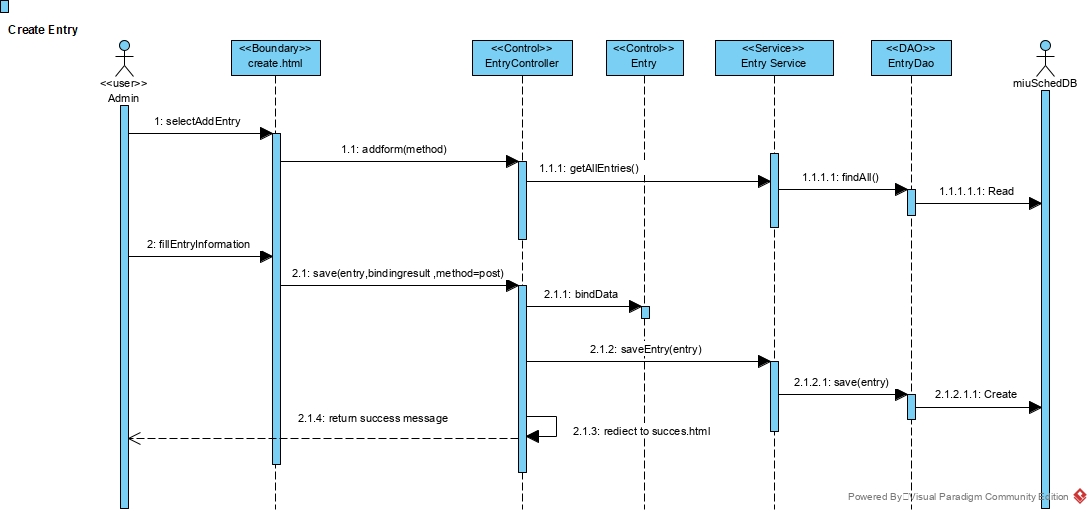 Create Entry
<<user>>
Admin
<<Boundary>>
create.html
<<Control>>
EntryController
<<Control>>
Entry
<<Service>>
Entry Service
<<DAO>>
EntryDao
miuSchedDB
1: selectAddEntry
1.1: addform(method)
1.1.1: getAllEntries()
1.1.1.1: findAll()
1.1.1.1.1: Read
2: fillEntryInformation
2.1: save(entry,bindingresult ,method=post)
2.1.1: bindData
2.1.2: saveEntry(entry)
2.1.2.1: save(entry)
2.1.2.1.1: Create
2.1.4: return success message
2.1.3: rediect to succes.html
Powered By Visual Paradigm Community Edition